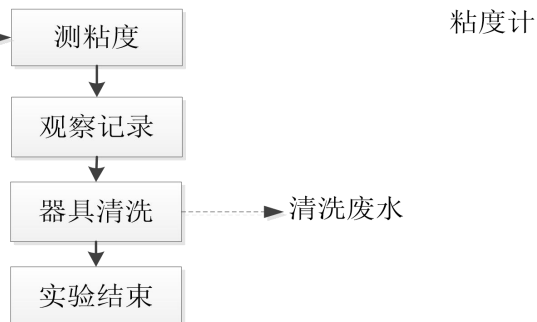 测粘度
粘度计
观察记录
器具清洗
清洗废水
实验结束